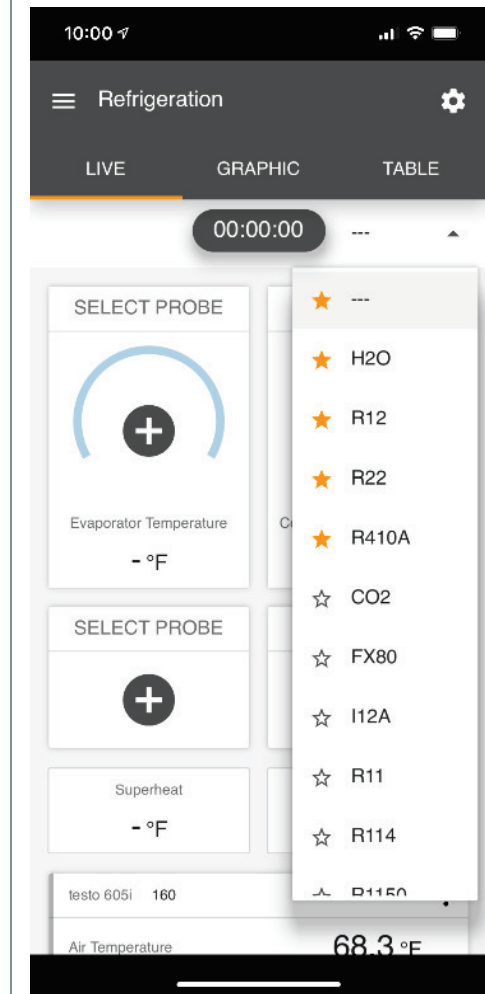 10:00
Refrigeration
LIVE GRAPHIC TABLE
00:00:00 ---
SELECT PROBE
---
H2O
R12
R22
Evaporator Temperature
- °F
R410A
CO2
SELECT PROBE
FX80
I12A
R11
Superheat
- °F
R114
R1150
testo 605i 160
Air Temperature 68.3 °F